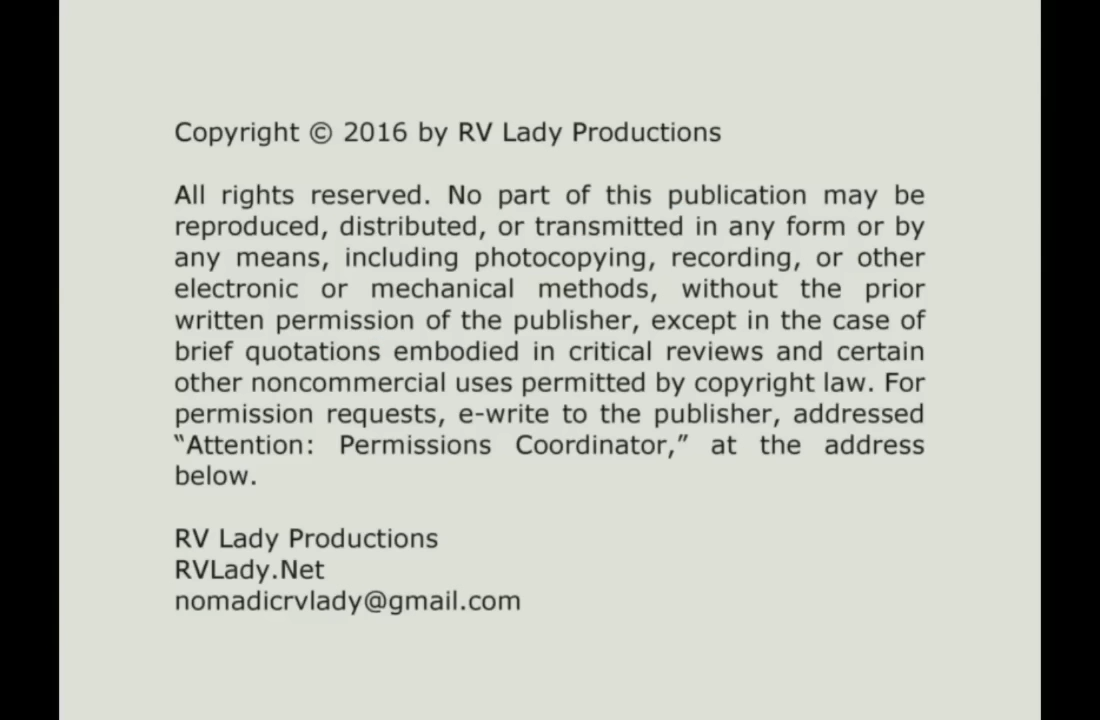 Copyright © 2016 by RV Lady Productions
All rights reserved. No part of this publication may be
reproduced, distributed, or transmitted in any form or by
any means, including photocopying, recording, or other
electronic or mechanical methods, without the prior
written permission of the publisher, except in the case of
brief quotations embodied in critical reviews and certain
other noncommercial uses permitted by copyright law. For
permission requests, e-write to the publisher, addressed
“Attention: Permissions Coordinator,” at the address
below.
RV Lady Productions
RVLady.Net
nomadicrvlady@gmail.com